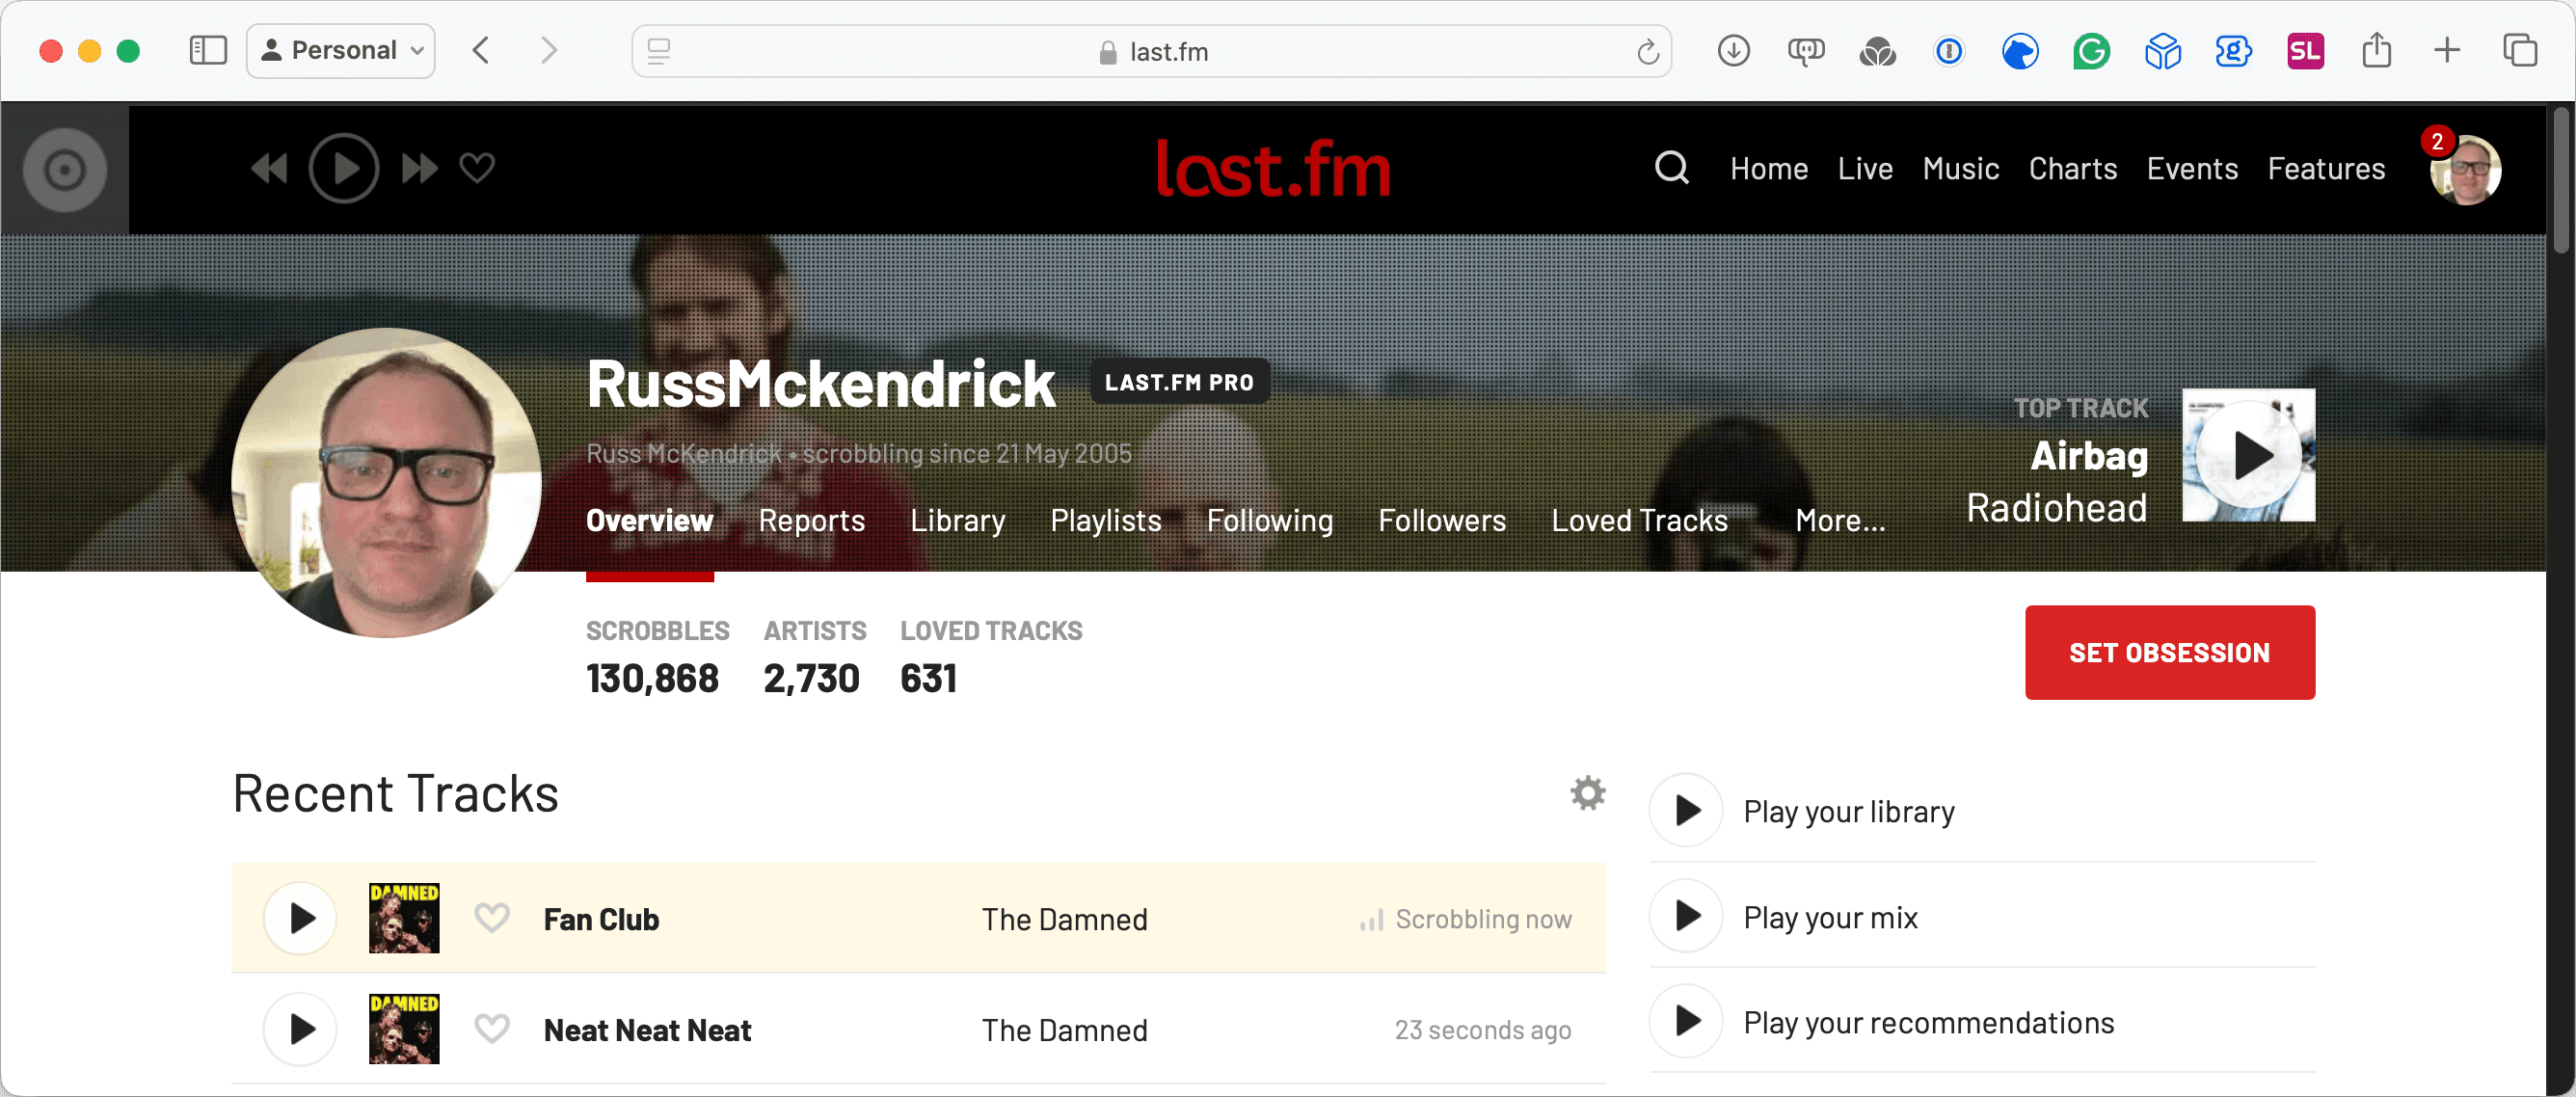 Personal
last.fm
SL
last.fm
Home Live Music Charts Events Features
2
RussMckendrick LAST.FM PRO
Russ McKendrick • scrobbling since 21 May 2005
TOP TRACK
Airbag
Radiohead
Overview Reports Library Playlists Following Followers Loved Tracks More...
SCROBBLES ARTISTS LOVED TRACKS
130,868 2,730 631
SET OBSESSION
Recent Tracks
DAMNED
Fan Club The Damned Scrobbling now
DAMNED
Neat Neat Neat The Damned 23 seconds ago
Play your library
Play your mix
Play your recommendations